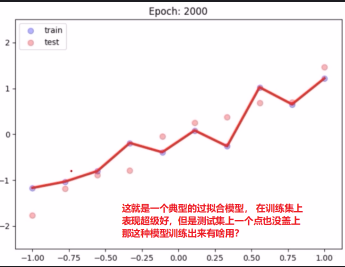 Epoch: 2000
train
test
2
1
0
−1
−2
这就是一个典型的过拟合模型，在训练集上
表现超级好，但是测试集上一个点也没盖上
那这种模型训练出来有啥用？
−1.00 −0.75 −0.50 −0.25 0.00 0.25 0.50 0.75 1.00